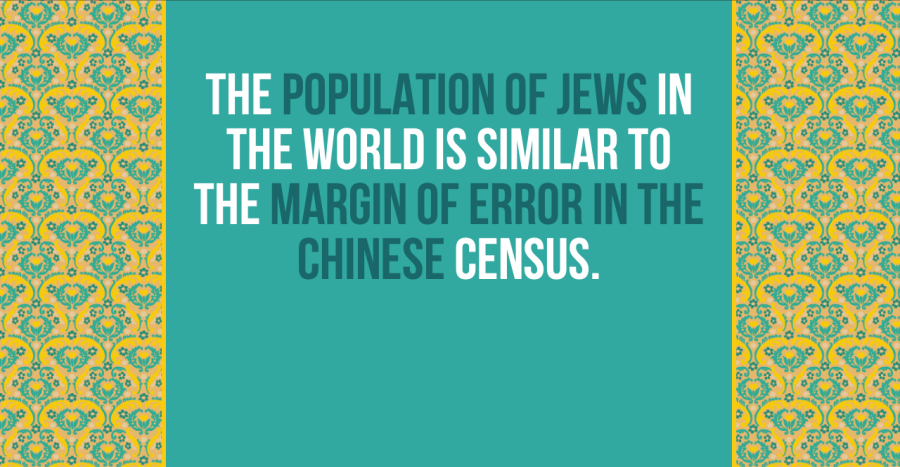 THE POPULATION OF JEWS IN
THE WORLD IS SIMILAR TO
THE MARGIN OF ERROR IN THE
CHINESE CENSUS.